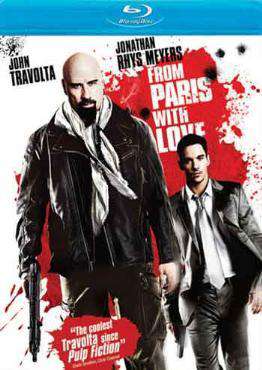 Blu-ray Disc
JOHN
TRAVOLTA
JONATHAN
RHYS MEYERS
FROM
PARIS
WITH
LOVE
"The coolest
Travolta since
Pulp Fiction"